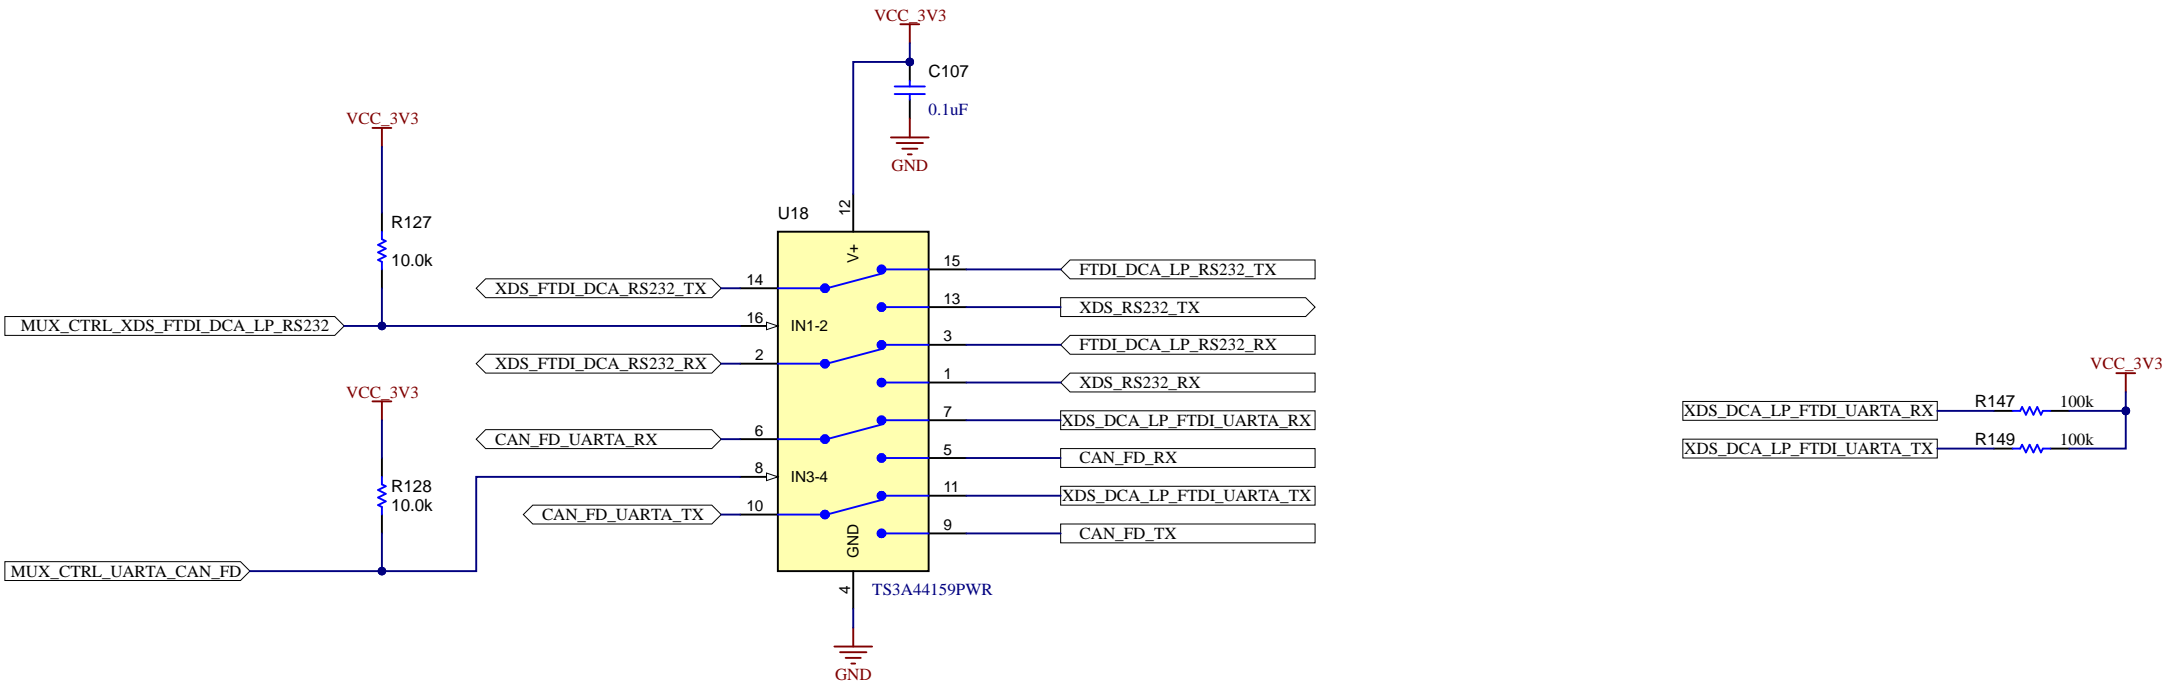 VCC_3V3
C107
0.1uF
GND
VCC_3V3
R127
10.0k
U18
12
V+
XDS_FTDI_DCA_RS232_TX
14
15
FTDI_DCA_LP_RS232_TX
13
XDS_RS232_TX
MUX_CTRL_XDS_FTDI_DCA_LP_RS232
16
IN1-2
3
FTDI_DCA_LP_RS232_RX
XDS_FTDI_DCA_RS232_RX
2
1
XDS_RS232_RX
VCC_3V3
7
XDS_DCA_LP_FTDI_UARTA_RX
CAN_FD_UARTA_RX
6
5
CAN_FD_RX
8
IN3-4
R128
10.0k
11
XDS_DCA_LP_FTDI_UARTA_TX
CAN_FD_UARTA_TX
10
9
CAN_FD_TX
GND
MUX_CTRL_UARTA_CAN_FD
4
TS3A44159PWR
GND
VCC_3V3
XDS_DCA_LP_FTDI_UARTA_RX
R147
100k
XDS_DCA_LP_FTDI_UARTA_TX
R149
100k